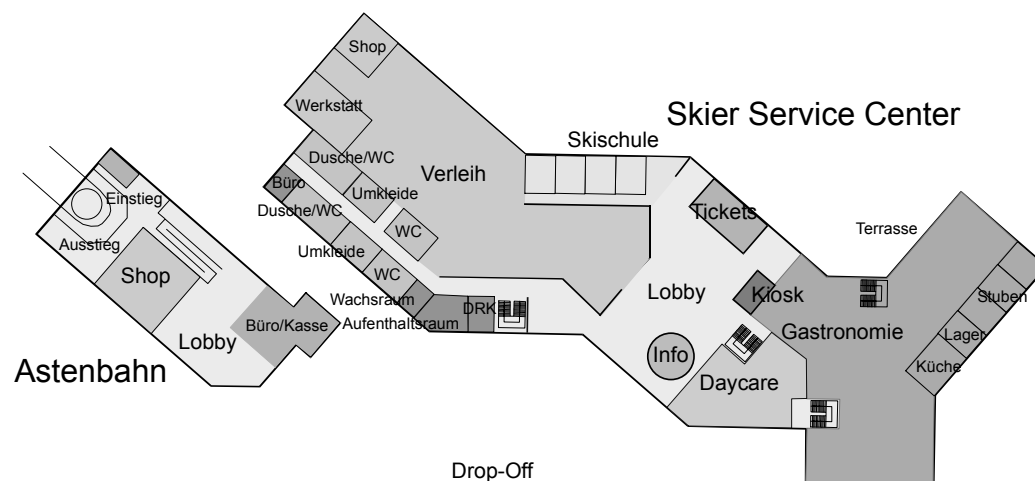 Shop
Skier Service Center
Werkstatt
Skischule
Dusche/WC
Verleih
Büro
Umkleide
Einstieg
Dusche/WC
Tickets
WC
Terrasse
Ausstieg
Umkleide
Shop
WC
Lobby
Kiosk
Stuben
Wachsraum
DRK
Büro/Kasse
Aufenthaltsraum
Gastronomie
Lager
Lobby
Info
Küche
Astenbahn
Daycare
Drop-Off